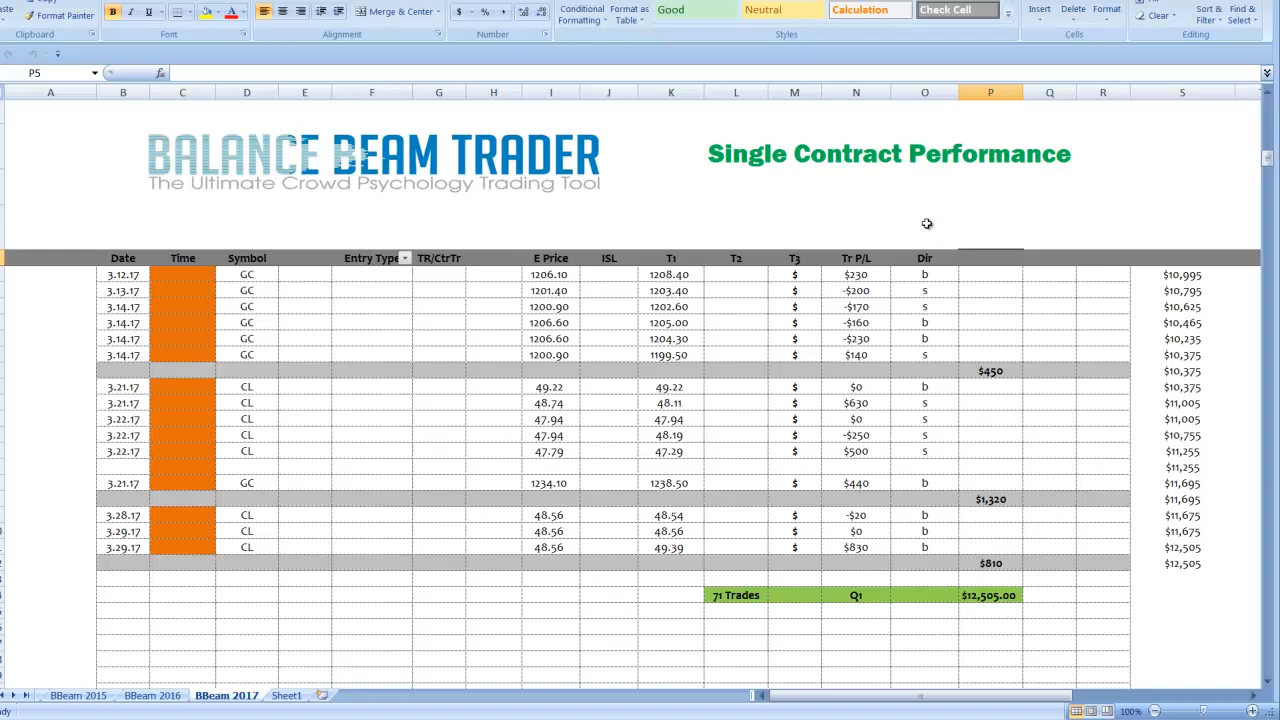 Format Painter B I U A Merge & Center $ % , Conditional Formatting Format as Table Good Neutral Calculation Check Cell Insert Delete Format Clear Sort & Filter Find & Select
Clipboard Font Alignment Number Styles Cells Editing
P5 fx
A B C D E F G H I J K L M N O P Q R S
BALANCE BEAM TRADER
The Ultimate Crowd Psychology Trading Tool
Single Contract Performance
Date Time Symbol Entry Type TR/CtrTr E Price ISL T1 T2 T3 Tr P/L Dir
3.12.17 GC 1206.10 1208.40 $ $230 b $10,995
3.13.17 GC 1201.40 1203.40 $ -$200 s $10,795
3.14.17 GC 1200.90 1202.60 $ -$170 s $10,625
3.14.17 GC 1206.60 1205.00 $ -$160 b $10,465
3.14.17 GC 1206.60 1204.30 $ -$230 b $10,235
3.14.17 GC 1200.90 1199.50 $ $140 s $10,375
$450 $10,375
3.21.17 CL 49.22 49.22 $ $0 b $10,375
3.21.17 CL 48.74 48.11 $ $630 s $11,005
3.22.17 CL 47.94 47.94 $ $0 s $11,005
3.22.17 CL 47.94 48.19 $ -$250 s $10,755
3.22.17 CL 47.79 47.29 $ $500 s $11,255
$11,255
3.21.17 GC 1234.10 1238.50 $ $440 b $11,695
$1,320 $11,695
3.28.17 CL 48.56 48.54 $ -$20 b $11,675
3.29.17 CL 48.56 48.56 $ $0 b $11,675
3.29.17 CL 48.56 49.39 $ $830 b $12,505
$810 $12,505
71 Trades Q1 $12,505.00
BBeam 2015 BBeam 2016 BBeam 2017 Sheet1
100%